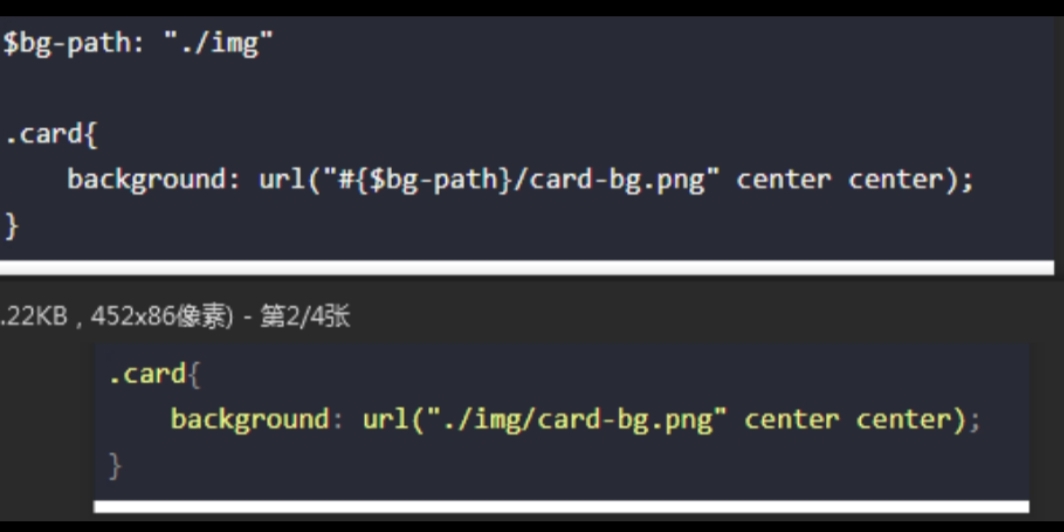 $bg-path: "./img"
.card{
background: url("#{$bg-path}/card-bg.png" center center);
}
.22KB , 452x86像素) - 第2/4张
.card{
background: url("./img/card-bg.png" center center);
}